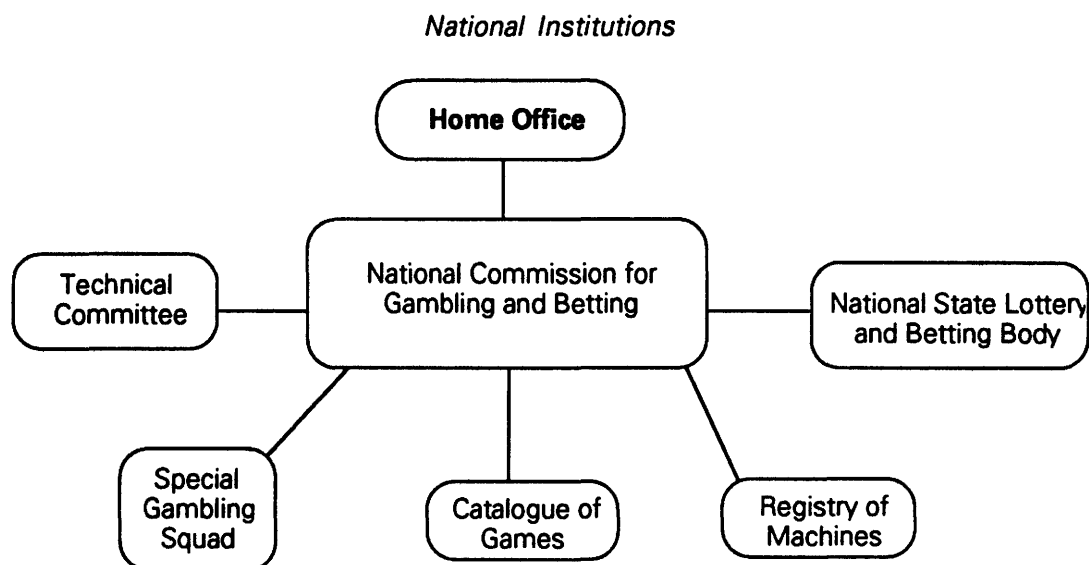 National Institutions
Home Office
National Commission for
Gambling and Betting
Technical
Committee
National State Lottery
and Betting Body
Special
Gambling
Squad
Catalogue of
Games
Registry of
Machines